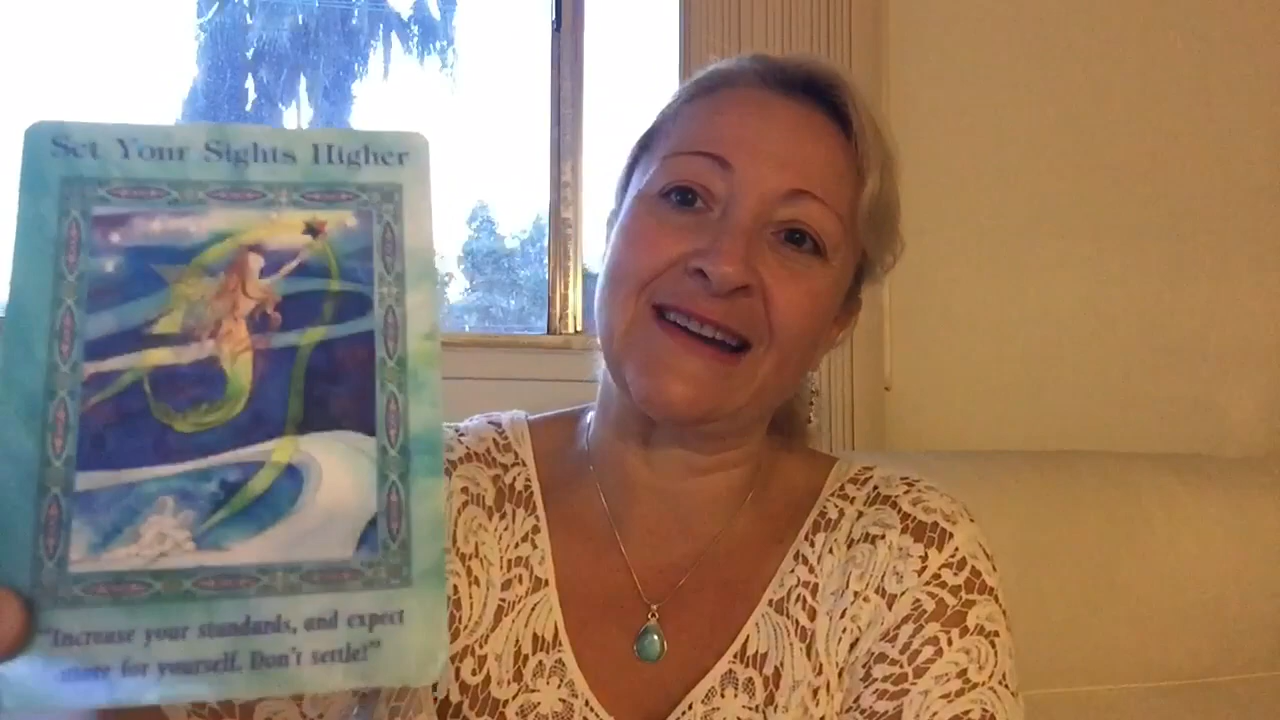 Set Your Sights Higher
"Increase your standards, and expect
more for yourself. Don't settle!"